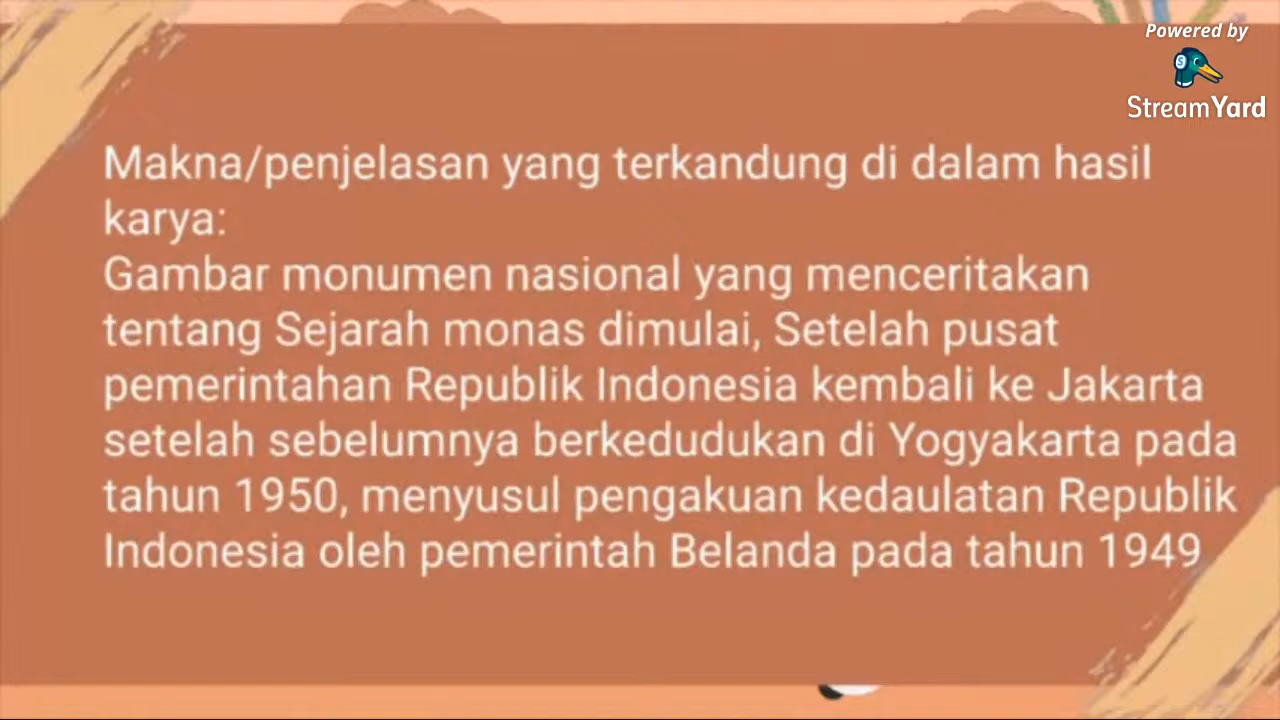 Powered by
StreamYard
Makna/penjelasan yang terkandung di dalam hasil
karya:
Gambar monumen nasional yang menceritakan
tentang Sejarah monas dimulai, Setelah pusat
pemerintahan Republik Indonesia kembali ke Jakarta
setelah sebelumnya berkedudukan di Yogyakarta pada
tahun 1950, menyusul pengakuan kedaulatan Republik
Indonesia oleh pemerintah Belanda pada tahun 1949